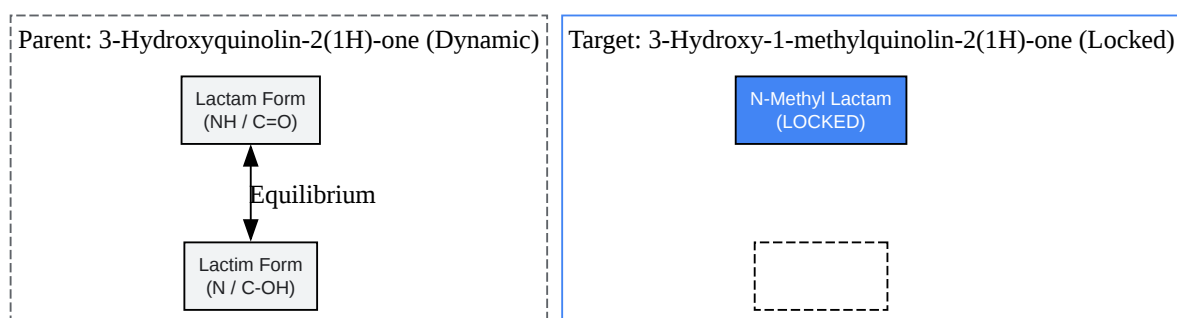 Parent: 3-Hydroxyquinolin-2(1H)-one (Dynamic)
Lactam Form
(NH / C=O)
Equilibrium
Lactim Form
(N / C-OH)
Target: 3-Hydroxy-1-methylquinolin-2(1H)-one (Locked)
N-Methyl Lactam
(LOCKED)